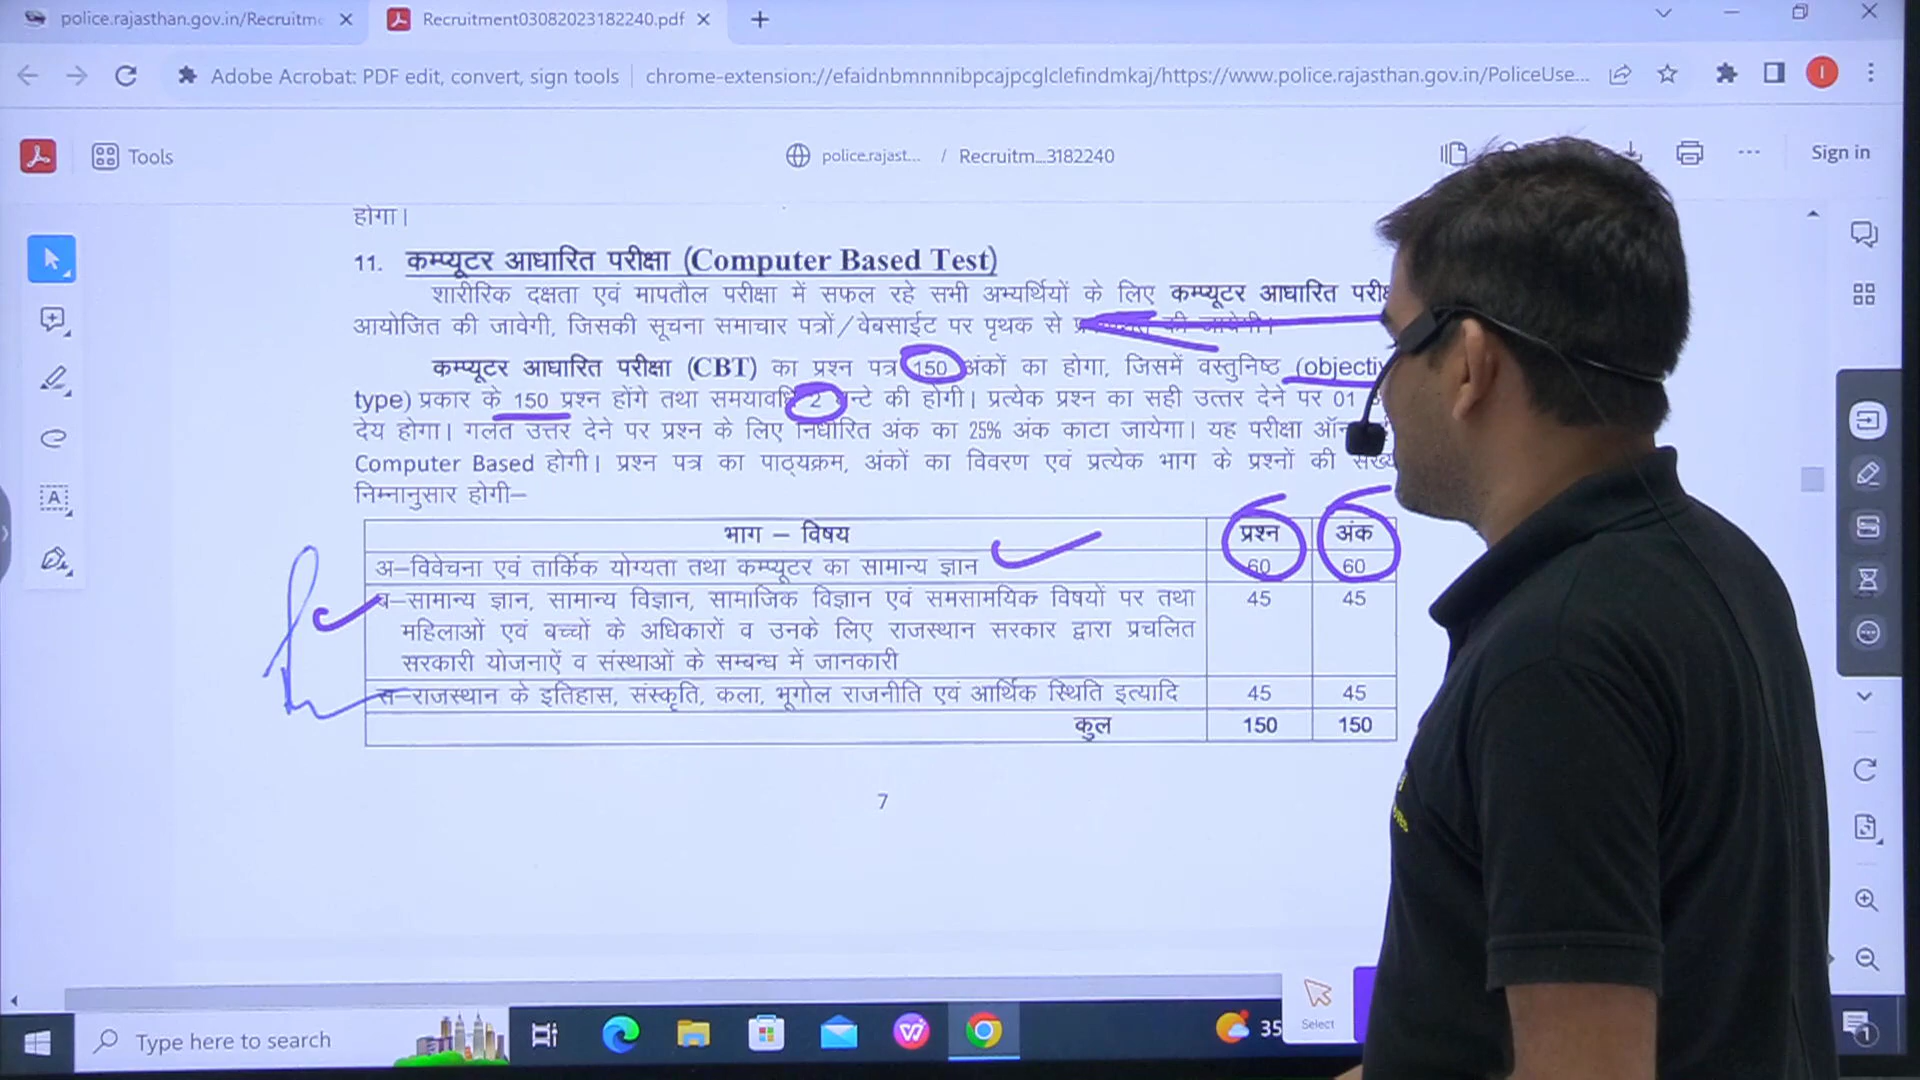 police.rajasthan.gov.in/Recruitm
Recruitment03082023182240.pdf
Adobe Acrobat: PDF edit, convert, sign tools
chrome-extension://efaidnbmnnnibpcajpcglclefindmkaj/https://www.police.rajasthan.gov.in/PoliceUse...
Tools
police.rajast... / Recruitm...3182240
Sign in
होगा।
11. कम्प्यूटर आधारित परीक्षा (Computer Based Test)
शारीरिक दक्षता एवं मापतौल परीक्षा में सफल रहे सभी अभ्यर्थियों के लिए कम्प्यूटर आधारित
आयोजित की जावेगी, जिसकी सूचना समाचार पत्रों/वेबसाईट पर पृथक से की जायेगी।
कम्प्यूटर आधारित परीक्षा (CBT) का प्रश्न पत्र 150 अंकों का होगा, जिसमें वस्तुनिष्ठ (objectiv
type) प्रकार के 150 प्रश्न होंगे तथा समयावधि 2 घन्टे की होगी। प्रत्येक प्रश्न का सही उत्तर देने पर 01
देय होगा। गलत उत्तर देने पर प्रश्न के लिए निर्धारित अंक का 25% अंक काटा जायेगा। यह परीक्षा
Computer Based होगी। प्रश्न पत्र का पाठ्यक्रम, अंकों का विवरण एवं प्रत्येक भाग के प्रश्नों की
निम्नानुसार होगी–
भाग – विषय प्रश्न अंक
अ–विवेचना एवं तार्किक योग्यता तथा कम्प्यूटर का सामान्य ज्ञान 60 60
ब–सामान्य ज्ञान, सामान्य विज्ञान, सामाजिक विज्ञान एवं समसामयिक विषयों पर तथा 45 45
महिलाओं एवं बच्चों के अधिकारों व उनके लिए राजस्थान सरकार द्वारा प्रचलित
सरकारी योजनाऐं व संस्थाओं के सम्बन्ध में जानकारी
स–राजस्थान के इतिहास, संस्कृति, कला, भूगोल राजनीति एवं आर्थिक स्थिति इत्यादि 45 45
कुल 150 150
7
Select
Type here to search
35
1